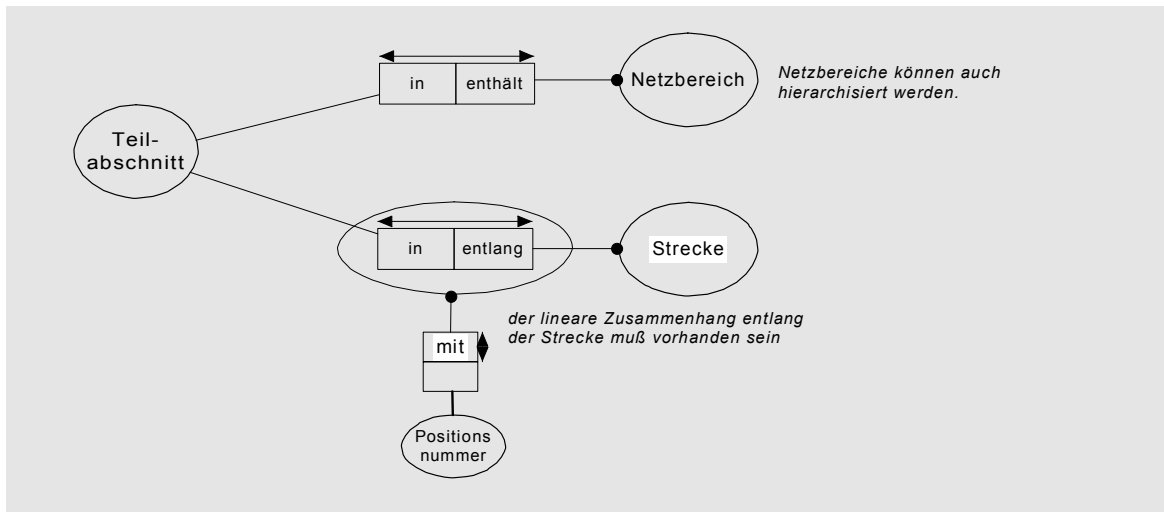 in
enthält
Netzbereich
Netzbereiche können auch
hierarchisiert werden.
Teil-
abschnitt
in
entlang
Strecke
der lineare Zusammenhang entlang
der Strecke muß vorhanden sein
mit
Positions
nummer